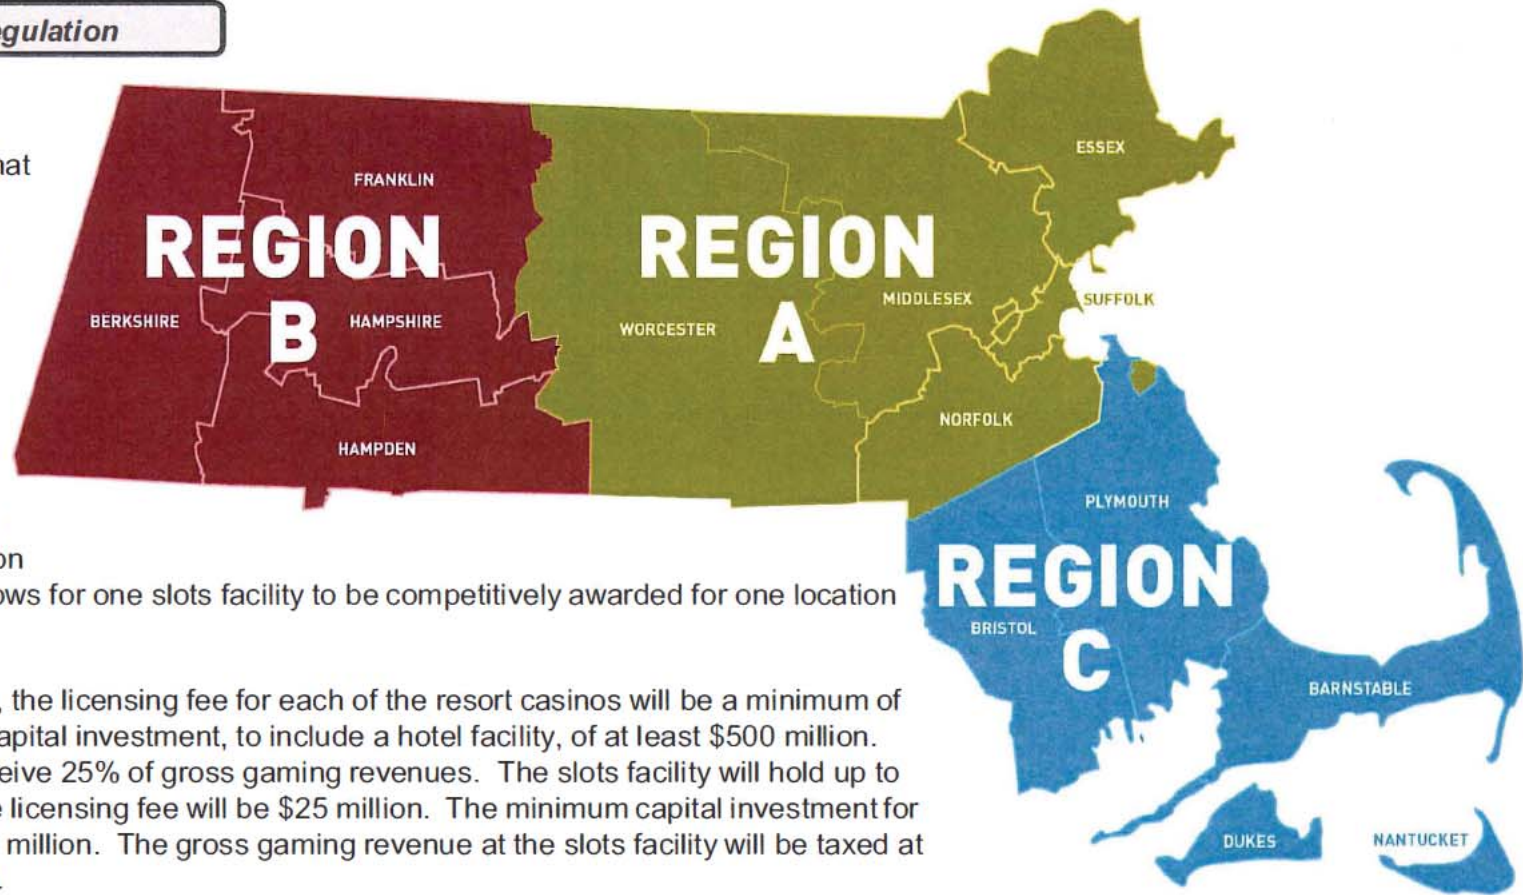 egulation
hat
FRANKLIN
ESSEX
REGION
B
BERKSHIRE
HAMPSHIRE
HAMPDEN
REGION
A
WORCESTER
MIDDLESEX
SUFFOLK
NORFOLK
PLYMOUTH
REGION
C
BRISTOL
BARNSTABLE
DUKES
NANTUCKET
on
ows for one slots facility to be competitively awarded for one location
, the licensing fee for each of the resort casinos will be a minimum of
apital investment, to include a hotel facility, of at least $500 million.
eive 25% of gross gaming revenues. The slots facility will hold up to
e licensing fee will be $25 million. The minimum capital investment for
million. The gross gaming revenue at the slots facility will be taxed at